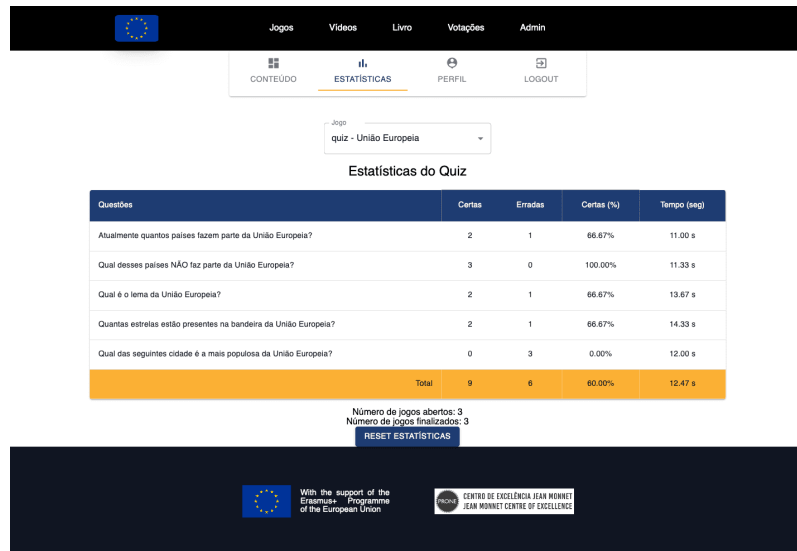 Jogos Vídeos Livro Votações Admin
CONTEÚDO ESTATÍSTICAS PERFIL LOGOUT
Jogo
quiz - União Europeia
Estatísticas do Quiz
Questões Certas Erradas Certas (%) Tempo (seg)
Atualmente quantos países fazem parte da União Europeia? 2 1 66.67% 11.00 s
Qual desses países NÃO faz parte da União Europeia? 3 0 100.00% 11.33 s
Qual é o lema da União Europeia? 2 1 66.67% 13.67 s
Quantas estrelas estão presentes na bandeira da União Europeia? 2 1 66.67% 14.33 s
Qual das seguintes cidade é a mais populosa da União Europeia? 0 3 0.00% 12.00 s
Total 9 6 60.00% 12.47 s
Número de jogos abertos: 3
Número de jogos finalizados: 3
RESET ESTATÍSTICAS
With the support of the
Erasmus+ Programme
of the European Union
PRONE
CENTRO DE EXCELÊNCIA JEAN MONNET
JEAN MONNET CENTRE OF EXCELLENCE